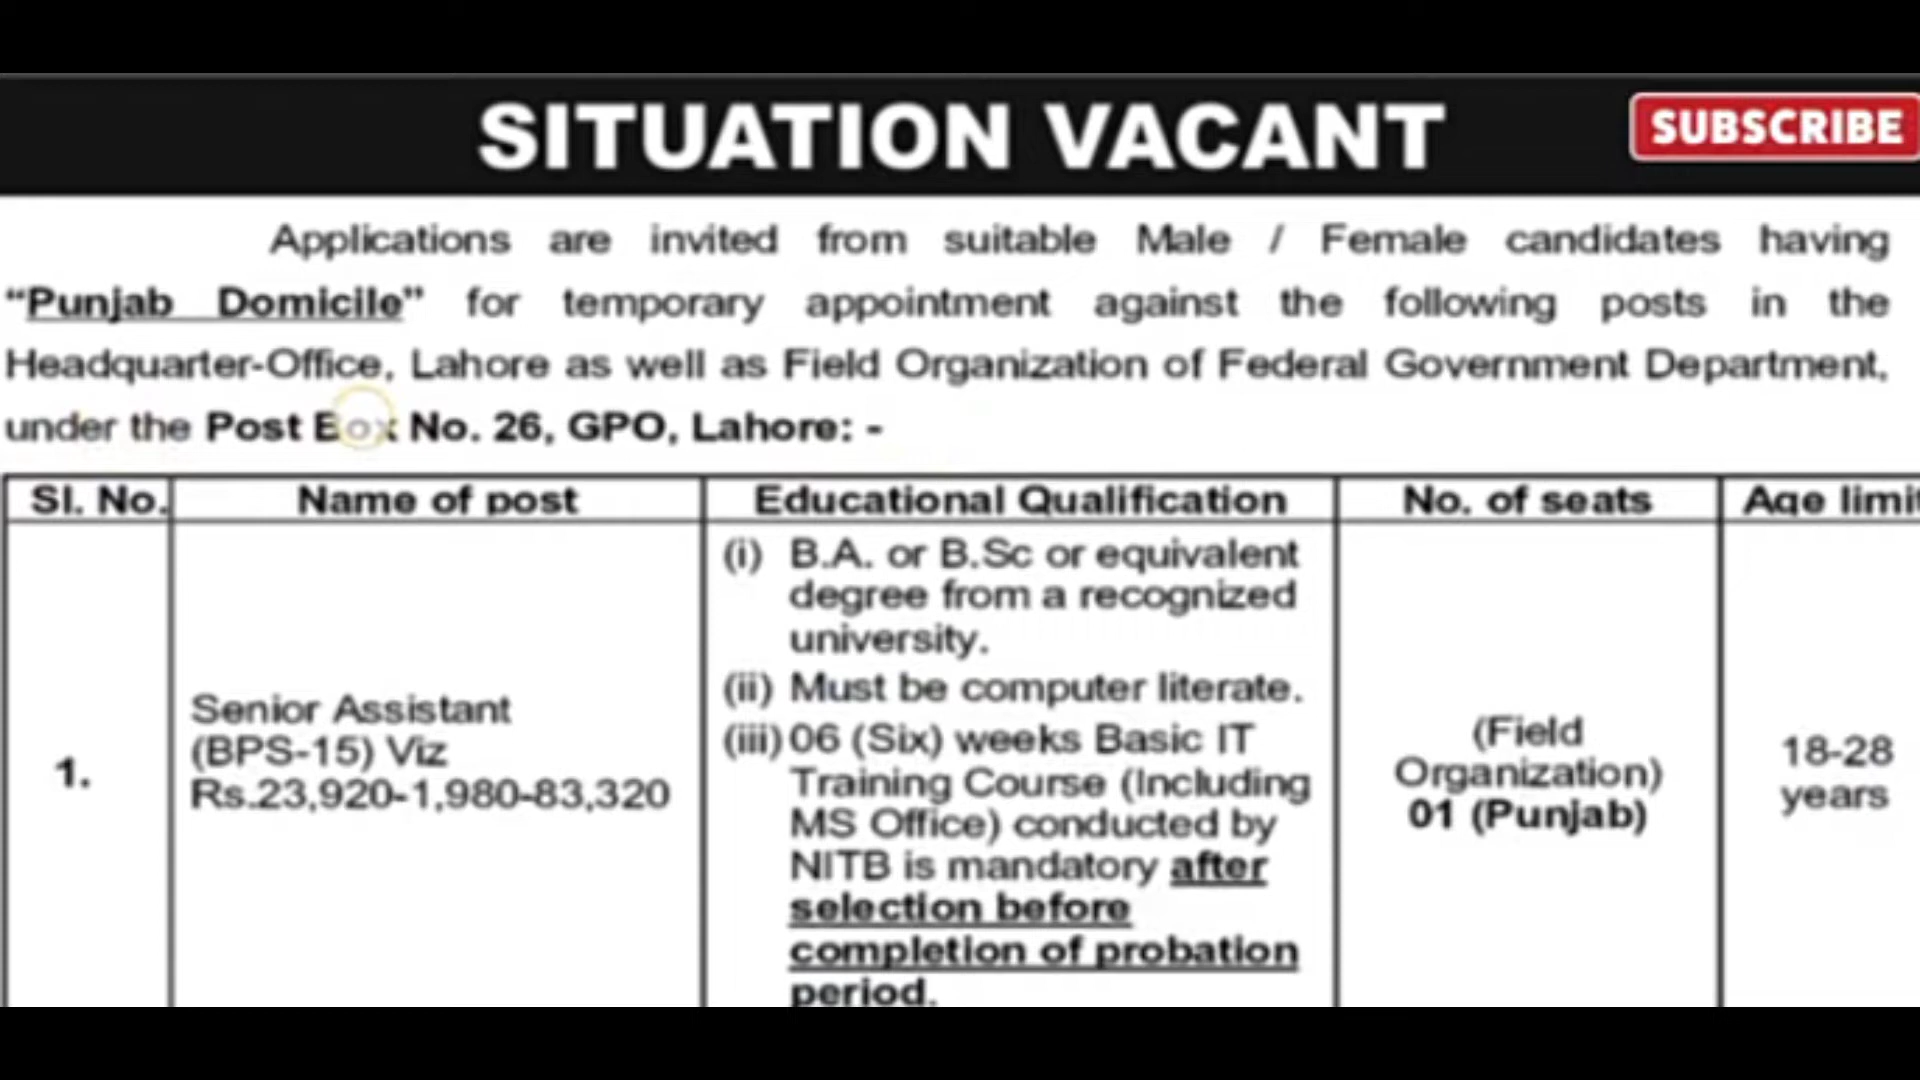 SITUATION VACANT
SUBSCRIBE
Applications are invited from suitable Male / Female candidates having
“Punjab Domicile” for temporary appointment against the following posts in the
Headquarter-Office, Lahore as well as Field Organization of Federal Government Department,
under the Post Box No. 26, GPO, Lahore: -
Sl. No.
Name of post
Educational Qualification
No. of seats
Age limit
1.
Senior Assistant
(BPS-15) Viz
Rs.23,920-1,980-83,320
(i) B.A. or B.Sc or equivalent
degree from a recognized
university.
(ii) Must be computer literate.
(iii) 06 (Six) weeks Basic IT
Training Course (Including
MS Office) conducted by
NITB is mandatory after
selection before
completion of probation
period.
(Field
Organization)
01 (Punjab)
18-28
years